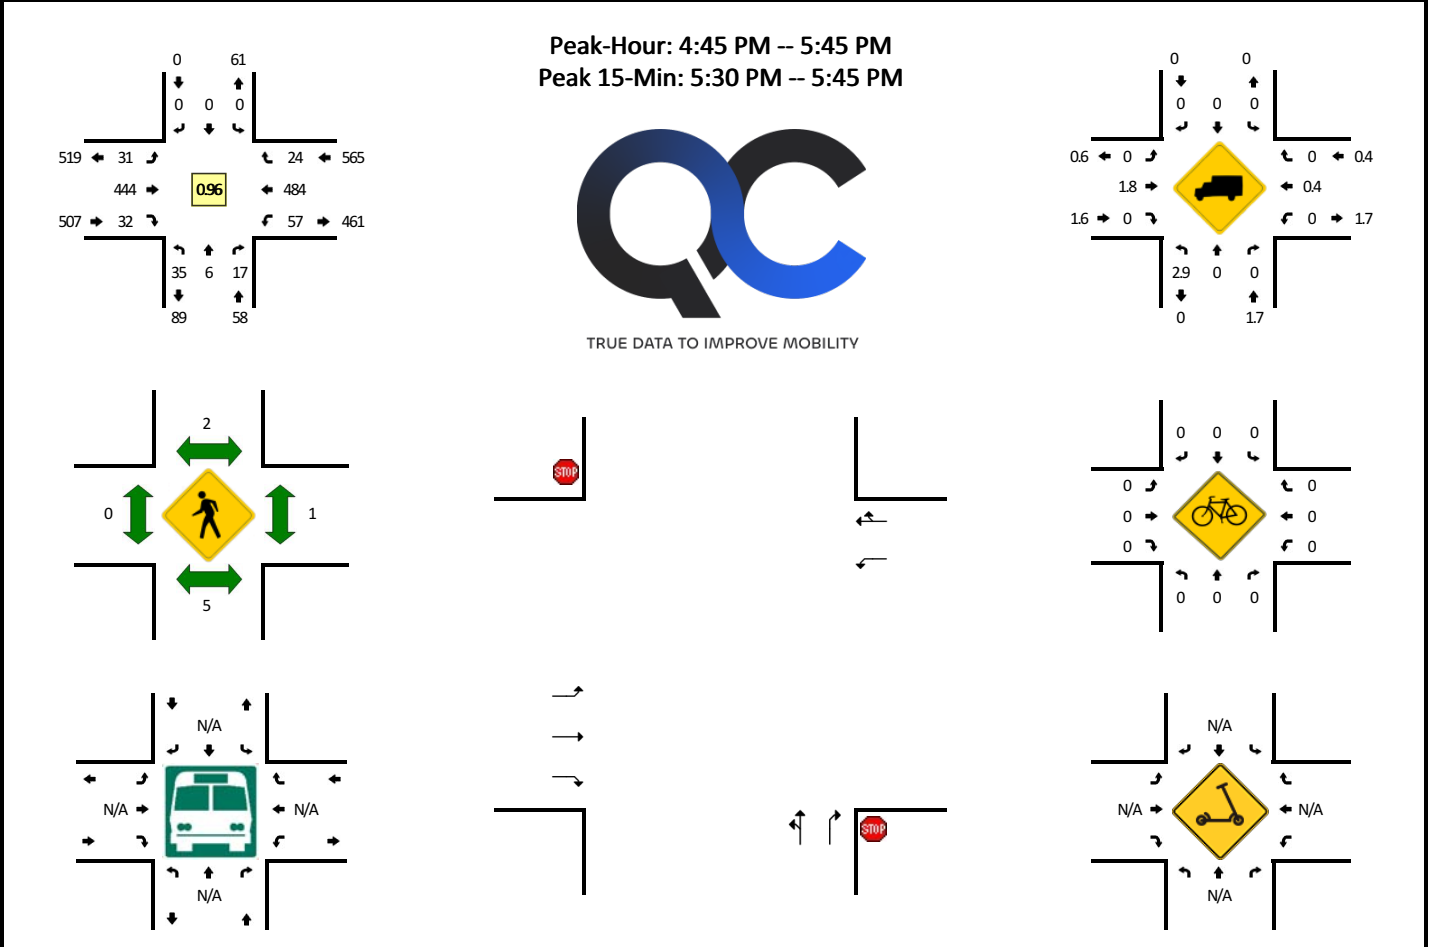 Peak-Hour: 4:45 PM -- 5:45 PM
Peak 15-Min: 5:30 PM -- 5:45 PM
0 61
0 0 0
519 31 24 565
444 0.96 484
507 32 57 461
35 6 17
89 58
QC
TRUE DATA TO IMPROVE MOBILITY
0 0
0 0 0
0.6 0 0 0.4
1.8 0.4
1.6 0 0 1.7
2.9 0 0
0 1.7
2
0 1
5
STOP
STOP
0 0 0
0 0
0 0
0 0
0 0 0
N/A
N/A N/A
N/A
N/A
N/A N/A
N/A